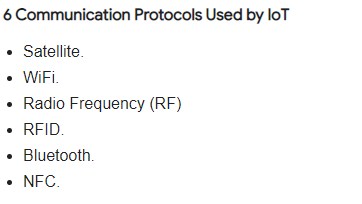 6 Communication Protocols Used by IoT
• Satellite.
• WiFi.
• Radio Frequency (RF)
• RFID.
• Bluetooth.
• NFC.